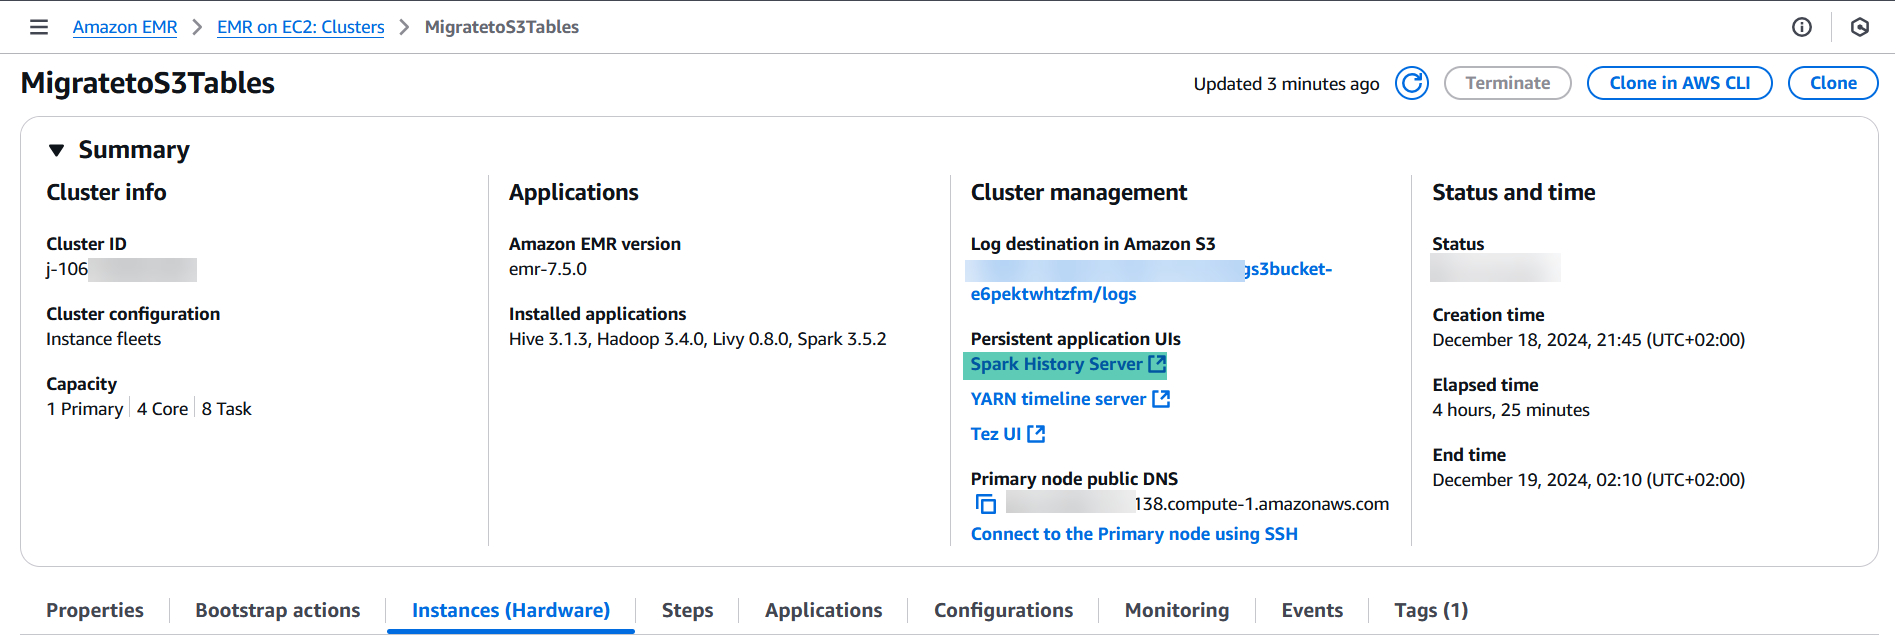 Amazon EMR > EMR on EC2: Clusters > MigratetoS3Tables
MigratetoS3Tables
Updated 3 minutes ago
Terminate
Clone in AWS CLI
Clone
Summary
Cluster info
Cluster ID
j-106
Cluster configuration
Instance fleets
Capacity
1 Primary | 4 Core | 8 Task
Applications
Amazon EMR version
emr-7.5.0
Installed applications
Hive 3.1.3, Hadoop 3.4.0, Livy 0.8.0, Spark 3.5.2
Cluster management
Log destination in Amazon S3
gs3bucket-
e6pektwhtzfm/logs
Persistent application UIs
Spark History Server
YARN timeline server
Tez UI
Primary node public DNS
138.compute-1.amazonaws.com
Connect to the Primary node using SSH
Status and time
Status
Creation time
December 18, 2024, 21:45 (UTC+02:00)
Elapsed time
4 hours, 25 minutes
End time
December 19, 2024, 02:10 (UTC+02:00)
Properties
Bootstrap actions
Instances (Hardware)
Steps
Applications
Configurations
Monitoring
Events
Tags (1)